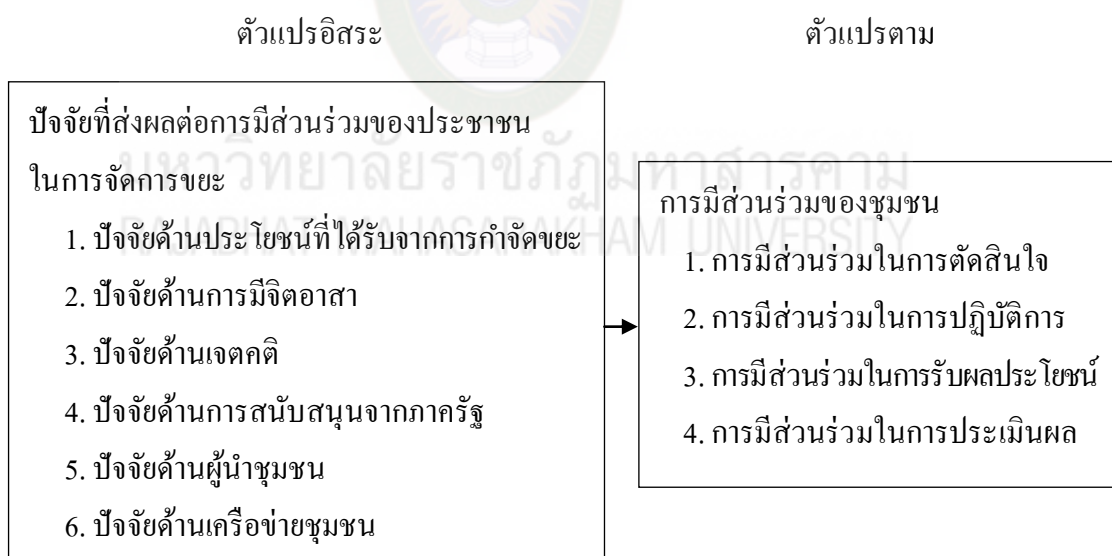 ตัวแปรอิสระ
ตัวแปรตาม
ปัจจัยที่ส่งผลต่อการมีส่วนร่วมของประชาชน
ในการจัดการขยะ
1. ปัจจัยด้านประโยชน์ที่ได้รับจากการกำจัดขยะ
2. ปัจจัยด้านการมีจิตอาสา
3. ปัจจัยด้านเจตคติ
4. ปัจจัยด้านการสนับสนุนจากภาครัฐ
5. ปัจจัยด้านผู้นำชุมชน
6. ปัจจัยด้านเครือข่ายชุมชน
การมีส่วนร่วมของชุมชน
1. การมีส่วนร่วมในการตัดสินใจ
2. การมีส่วนร่วมในการปฏิบัติการ
3. การมีส่วนร่วมในการรับผลประโยชน์
4. การมีส่วนร่วมในการประเมินผล
มหาวิทยาลัยราชภัฏมหาสารคาม
RAJABHAT MAHASARAKHAM UNIVERSITY